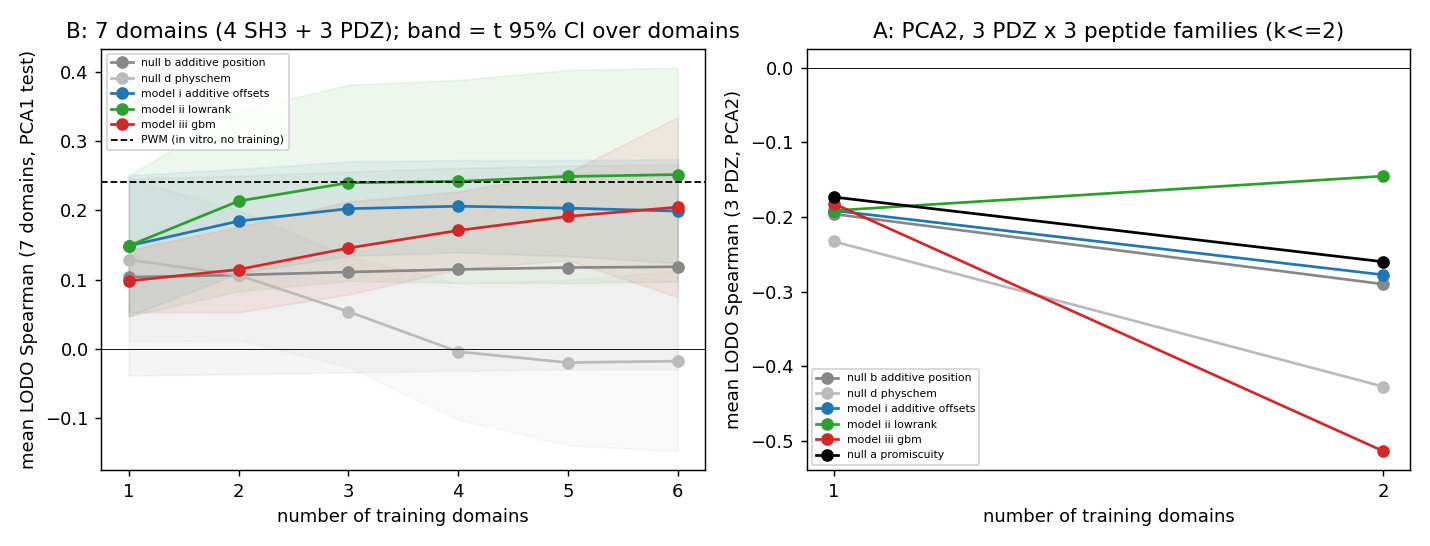 B: 7 domains (4 SH3 + 3 PDZ); band = t 95% CI over domains
mean LODO Spearman (7 domains, PCA1 test)
0.4
0.3
0.2
0.1
0.0
−0.1
null b additive position
null d physchem
model i additive offsets
model ii lowrank
model iii gbm
PWM (in vitro, no training)
1
2
3
4
5
6
number of training domains
A: PCA2, 3 PDZ x 3 peptide families (k<=2)
mean LODO Spearman (3 PDZ, PCA2)
0.0
−0.1
−0.2
−0.3
−0.4
−0.5
null b additive position
null d physchem
model i additive offsets
model ii lowrank
model iii gbm
null a promiscuity
1
2
number of training domains